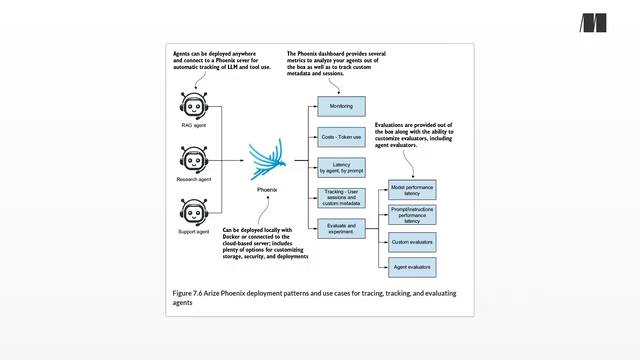 Agents can be deployed anywhere
and connect to a Phoenix sever for
automatic tracking of LLM and tool use.
The Phoenix dashboard provides several
metrics to analyze your agents out of
the box as well as to track custom
metadata and sessions.
RAG agent
Research agent
Support agent
Phoenix
Can be deployed locally with
Docker or connected to the
cloud-based server; includes
plenty of options for customizing
storage, security, and deployments
Monitoring
Costs - Token use
Latency
by agent, by prompt
Tracking - User
sessions and
custom metadata
Evaluate and
experiment.
Evaluations are provided out of
the box along with the ability to
customize evaluators, including
agent evaluators.
Model performance
latency
Prompt/instructions
performance
latency
Custom evaluators
Agent evaluators
Figure 7.6 Arize Phoenix deployment patterns and use cases for tracing, tracking, and evaluating
agents